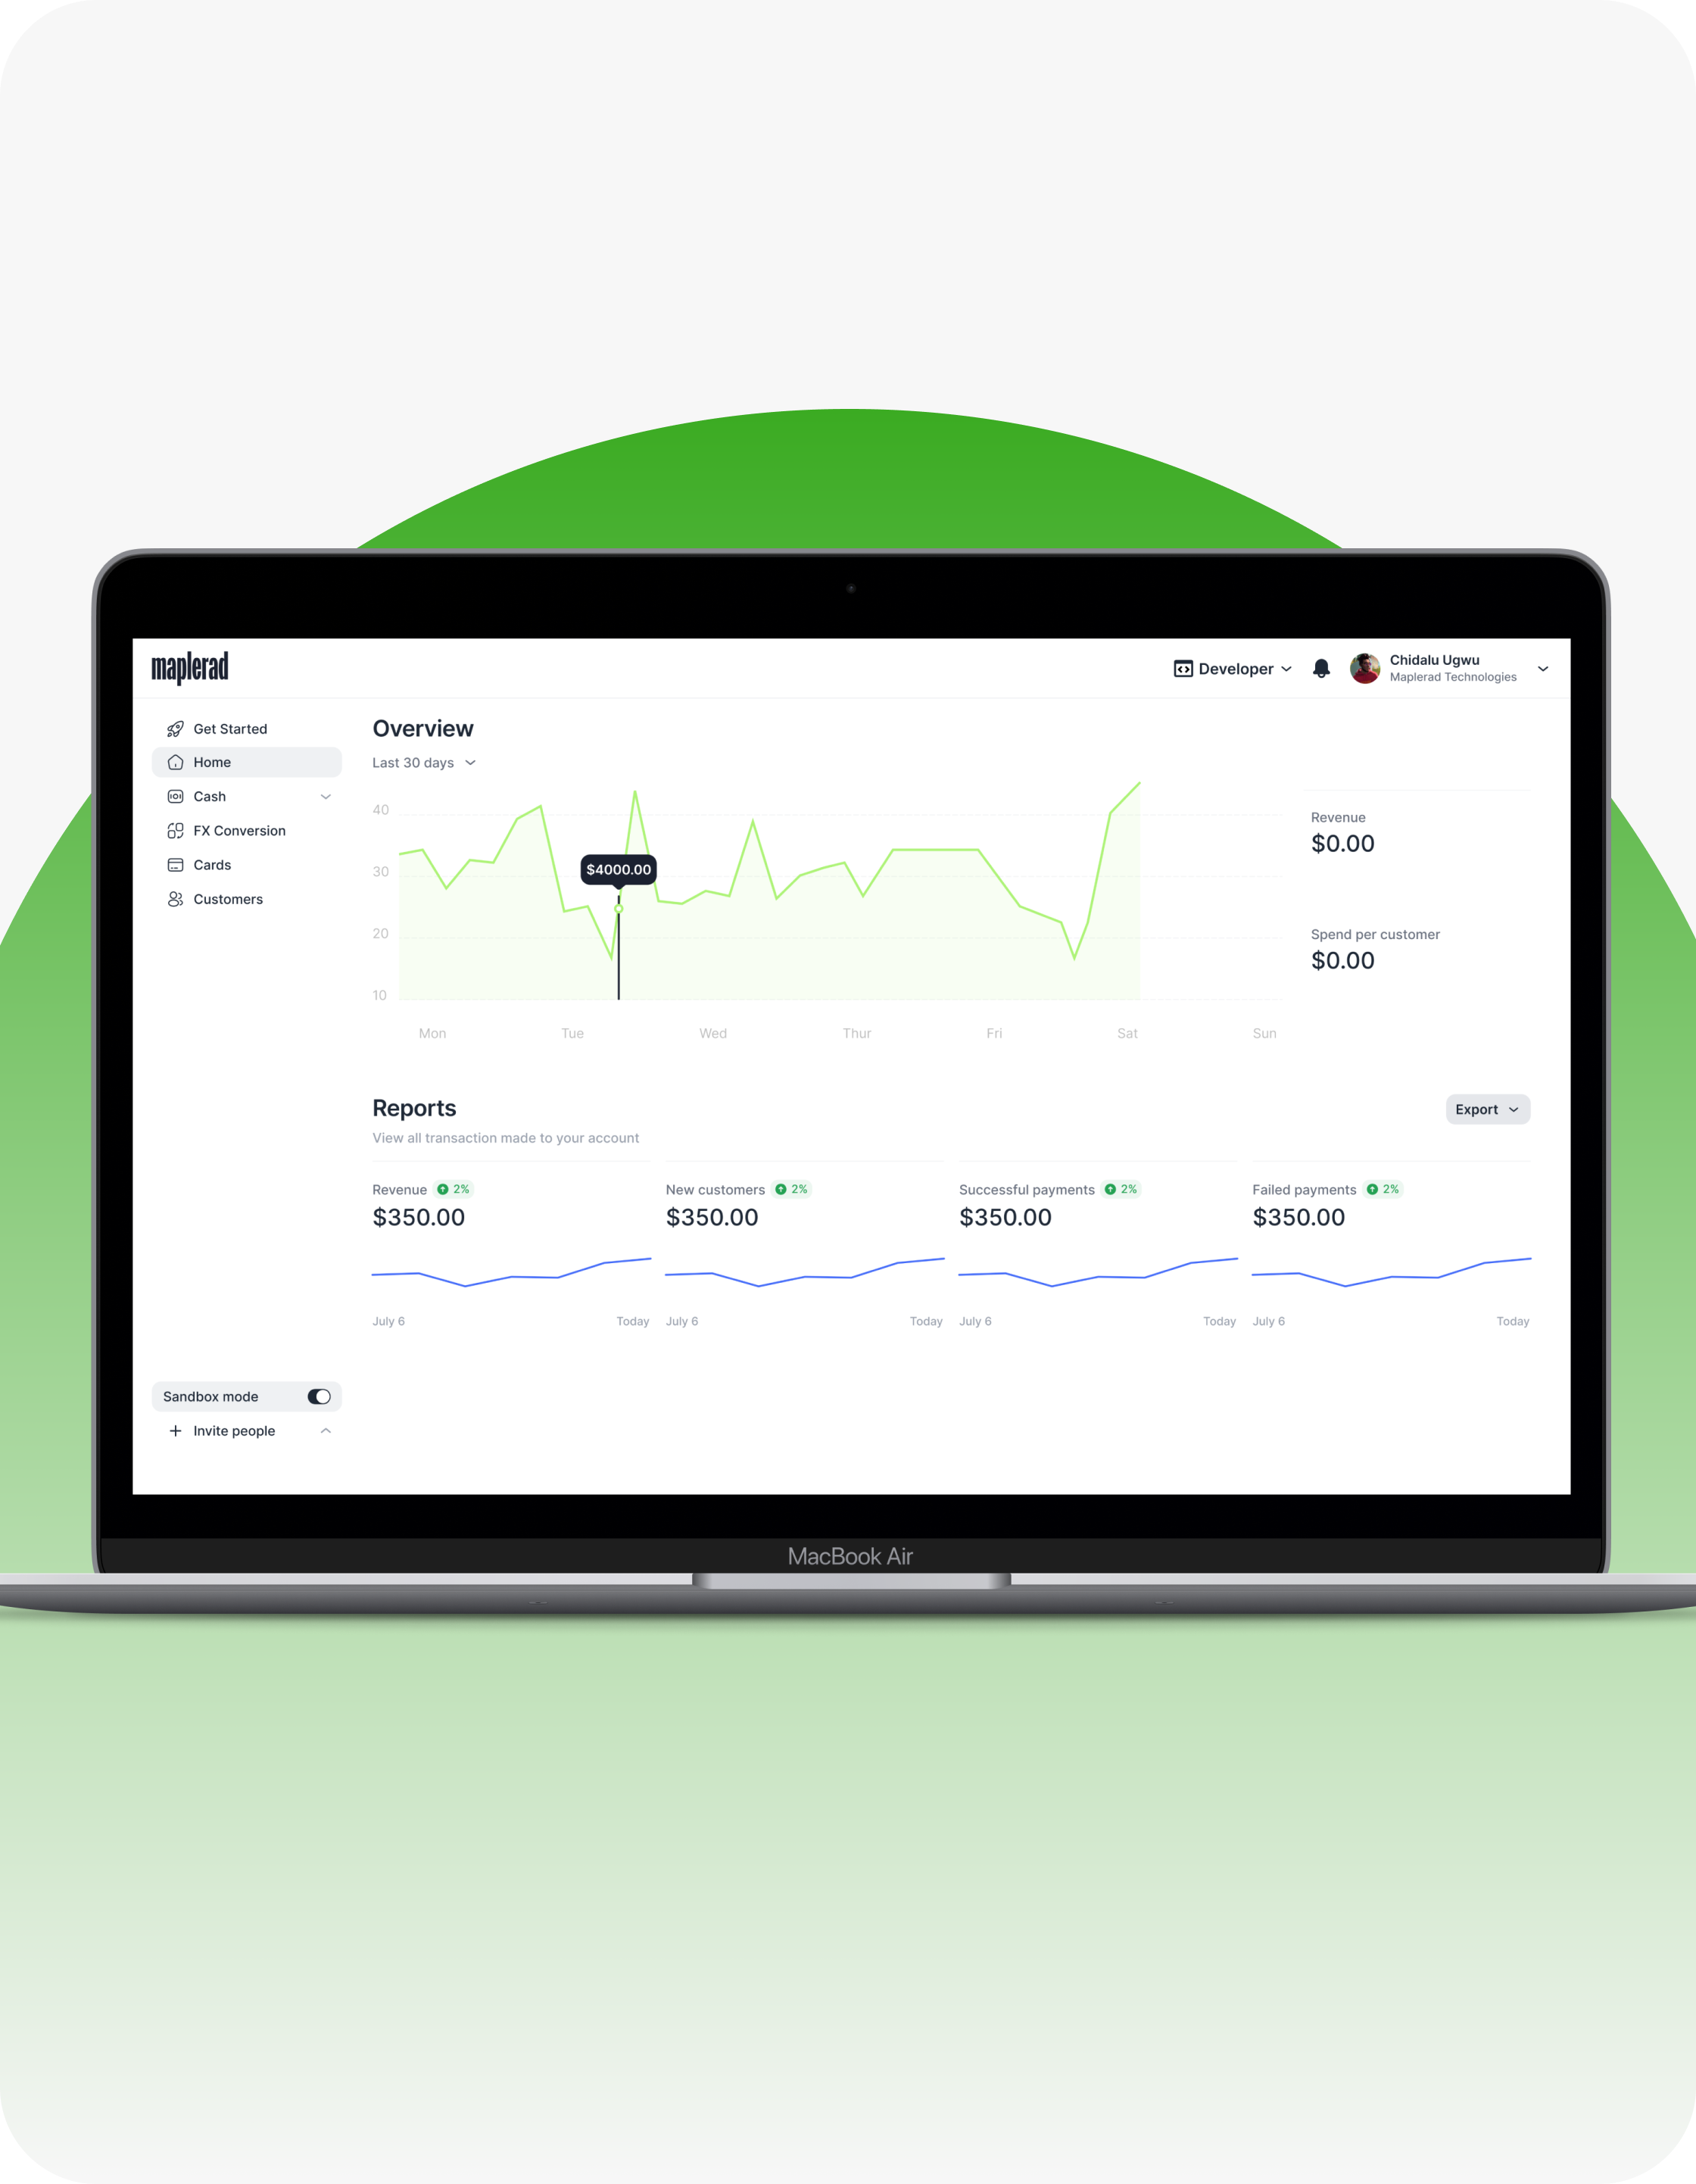 maplerad
Developer
Chidalu Ugwu
Maplerad Technologies
Get Started
Home
Cash
FX Conversion
Cards
Customers
Sandbox mode
Invite people
Overview
Last 30 days
40
30
20
10
$4000.00
Mon Tue Wed Thur Fri Sat Sun
Revenue
$0.00
Spend per customer
$0.00
Reports
View all transaction made to your account
Export
Revenue 2%
$350.00
July 6 Today
New customers 2%
$350.00
July 6 Today
Successful payments 2%
$350.00
July 6 Today
Failed payments 2%
$350.00
July 6 Today
MacBook Air